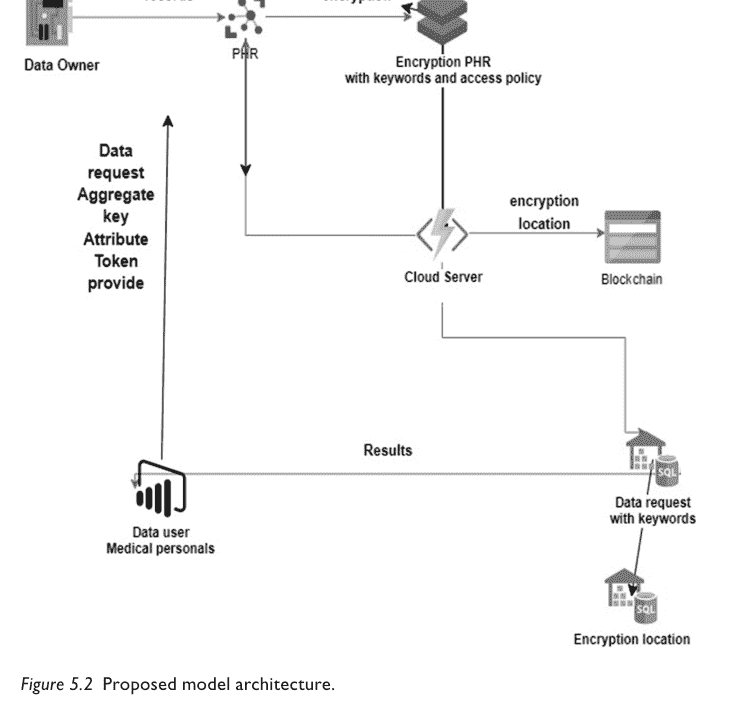 Data Owner
PHR
Encryption PHR
with keywords and access policy
Data
request
Aggregate
key
Attribute
Token
provide
encryption
location
Cloud Server
Blockchain
Results
SQL
Data request
with keywords
Data user
Medical personals
SQL
Encryption location
Figure 5.2 Proposed model architecture.